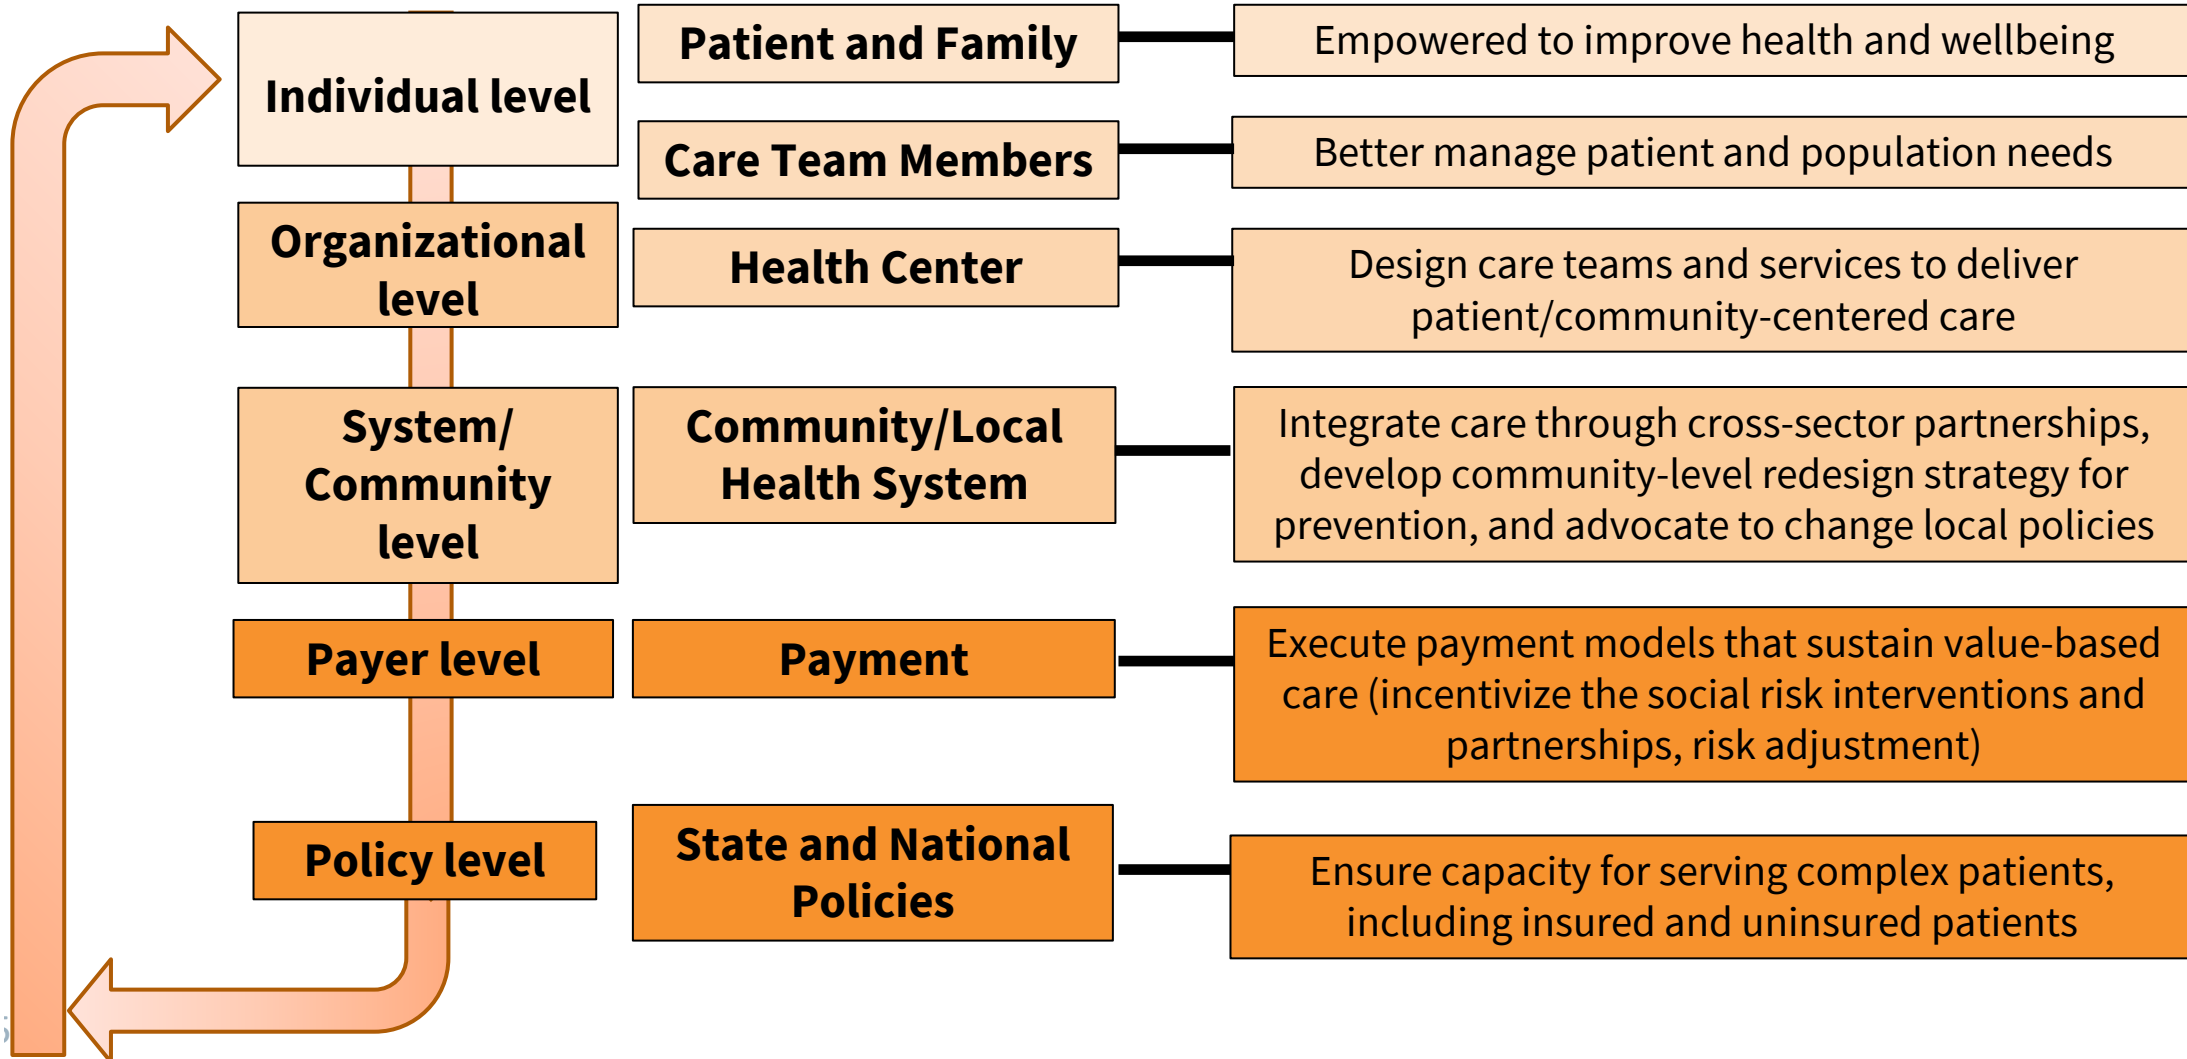 Individual level
Patient and Family
Empowered to improve health and wellbeing
Care Team Members
Better manage patient and population needs
Organizational
level
Health Center
Design care teams and services to deliver
patient/community-centered care
System/
Community
level
Community/Local
Health System
Integrate care through cross-sector partnerships,
develop community-level redesign strategy for
prevention, and advocate to change local policies
Payer level
Payment
Execute payment models that sustain value-based
care (incentivize the social risk interventions and
partnerships, risk adjustment)
Policy level
State and National
Policies
Ensure capacity for serving complex patients,
including insured and uninsured patients